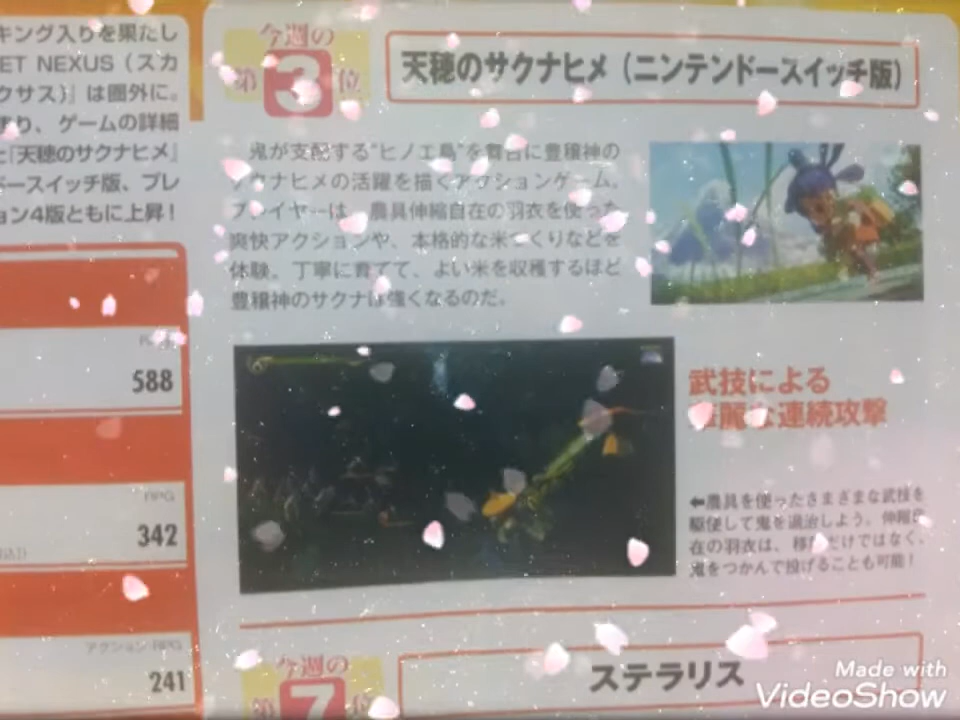 キング入りを果たし
ET NEXUS（スカ
クサス）』は圏外に。
まり、ゲームの詳細
た『天穂のサクナヒメ』
ドースイッチ版、プレ
ョン4版ともに上昇！
588
RPG
342
アクションRPG
241
今週の
第3位
天穂のサクナヒメ（ニンテンドースイッチ版）
鬼が支配する“ヒノエ島”を舞台に豊穣神の
サクナヒメの活躍を描くアクションゲーム。
プレイヤーは、農具伸縮自在の羽衣を使った
爽快アクションや、本格的な米づくりなどを
体験。丁寧に育てて、よい米を収穫するほど
豊穣神のサクナは強くなるのだ。
武技による
華麗な連続攻撃
←農具を使ったさまざまな武技を
駆使して鬼を退治しよう。伸縮自
在の羽衣は、移動だけではなく、
鬼をつかんで投げることも可能！
今週の
第7位
ステラリス
Made with
VideoShow